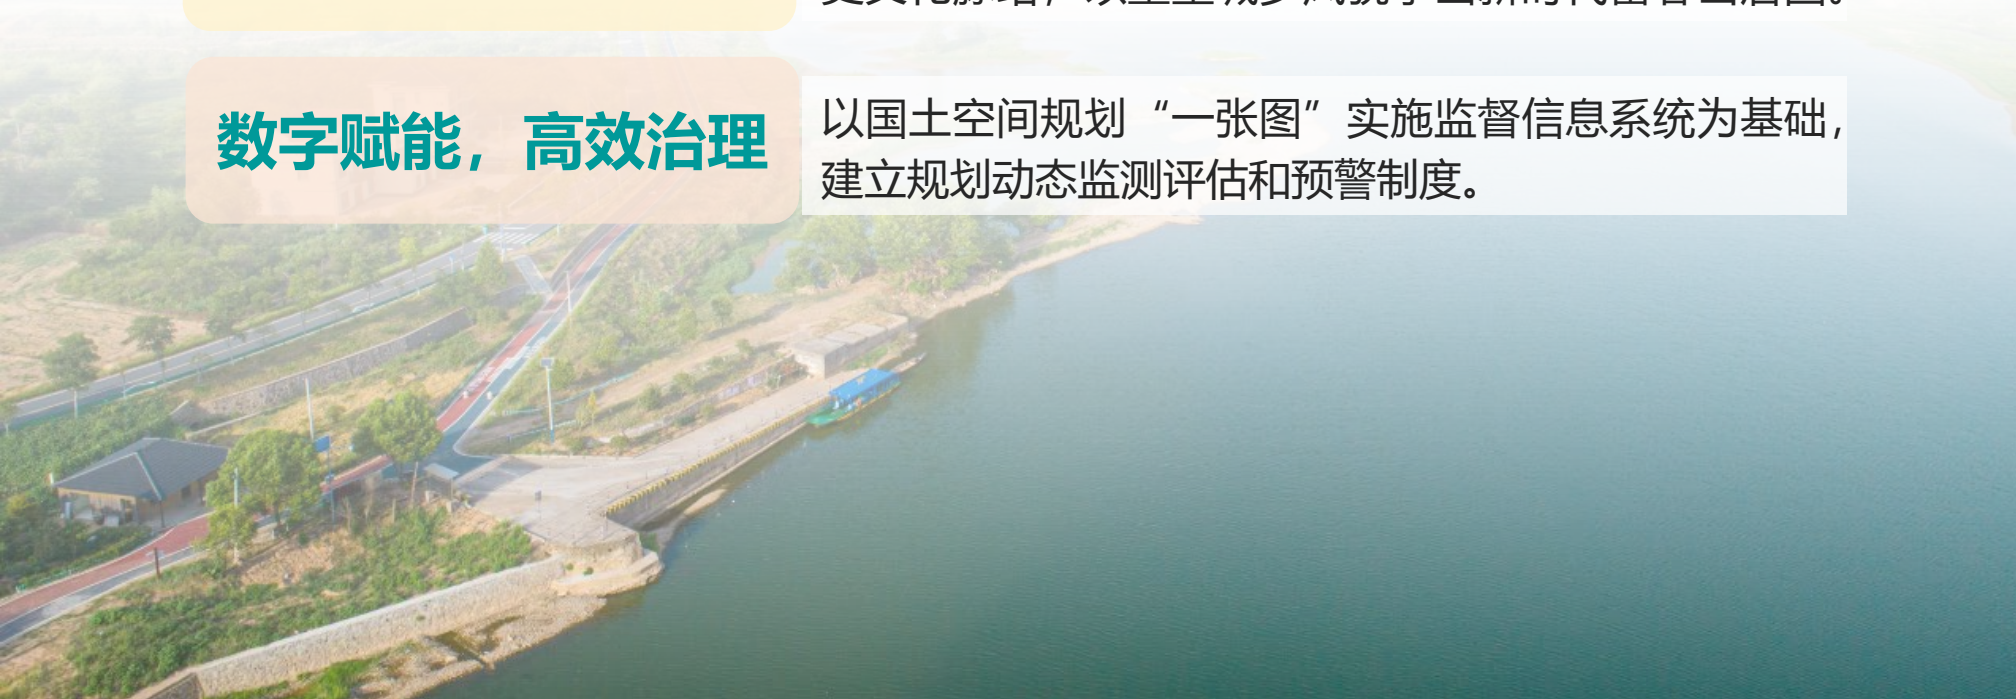 数字赋能，高效治理
以国土空间规划“一张图”实施监督信息系统为基础，
建立规划动态监测评估和预警制度。